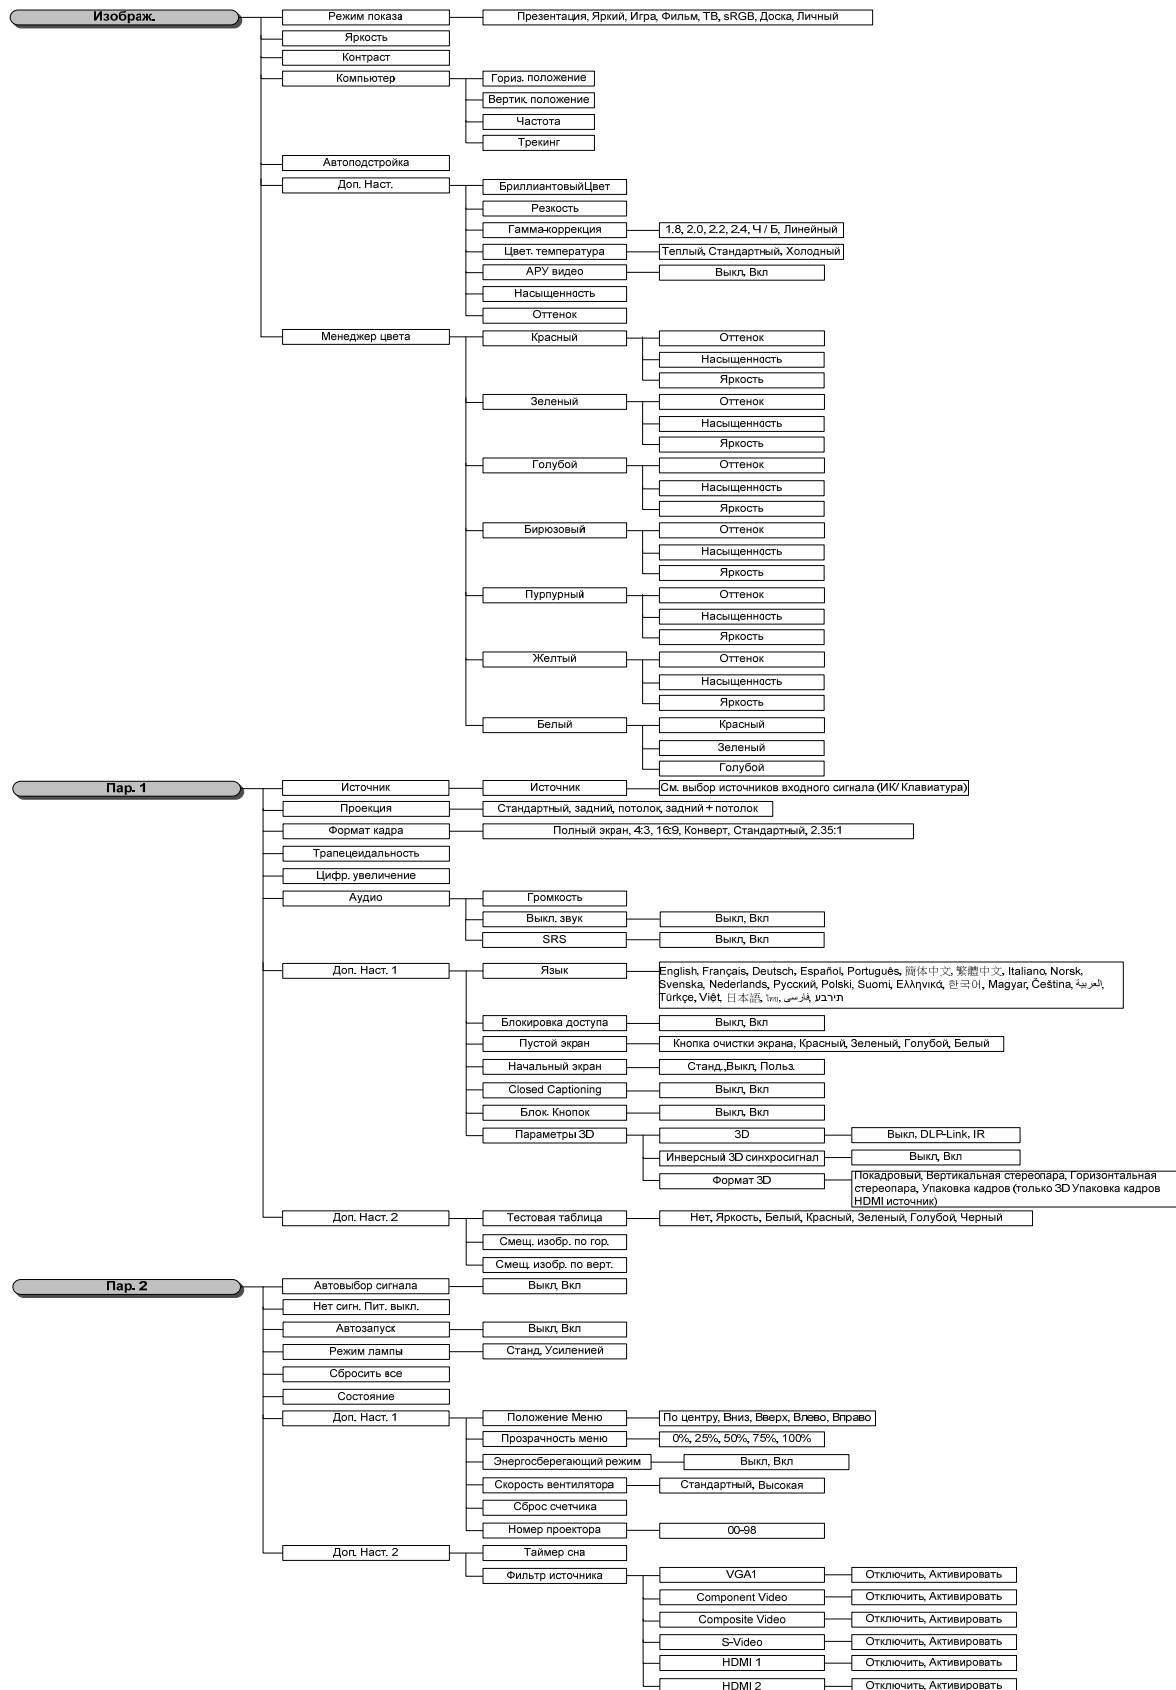 Изображ.
Режим показа
Презентация, Яркий, Игра, Фильм, ТВ, sRGB, Доска, Личный
Яркость
Контраст
Компьютер
Гориз. положение
Вертик. положение
Частота
Трекинг
Автоподстройка
Доп. Наст.
БриллиантовыйЦвет
Резкость
Гамма-коррекция
1.8, 2.0, 2.2, 2.4, Ч / Б, Линейный
Цвет. температура
Теплый, Стандартный, Холодный
АРУ видео
Выкл, Вкл
Насыщенность
Оттенок
Менеджер цвета
Красный
Оттенок
Насыщенность
Яркость
Зеленый
Оттенок
Насыщенность
Яркость
Голубой
Оттенок
Насыщенность
Яркость
Бирюзовый
Оттенок
Насыщенность
Яркость
Пурпурный
Оттенок
Насыщенность
Яркость
Желтый
Оттенок
Насыщенность
Яркость
Белый
Красный
Зеленый
Голубой
Пар. 1
Источник
Источник
См. выбор источников входного сигнала (ИК/ Клавиатура)
Проекция
Стандартный, задний, потолок, задний + потолок
Формат кадра
Полный экран, 4:3, 16:9, Конверт, Стандартный, 2.35:1
Трапецеидальность
Цифр. увеличение
Аудио
Громкость
Выкл. звук
Выкл, Вкл
SRS
Выкл, Вкл
Доп. Наст. 1
Язык
English, Français, Deutsch, Español, Português, 簡体中文, 繁體中文, Italiano, Norsk,
Svenska, Nederlands, Русский, Polski, Suomi, Ελληνικά, 한국어, Magyar, Čeština, العربية,
Türkçe, Việt, 日本語, ไทย, فارسی, תירבע
Блокировка доступа
Выкл, Вкл
Пустой экран
Кнопка очистки экрана, Красный, Зеленый, Голубой, Белый
Начальный экран
Станд.,Выкл, Польз.
Closed Captioning
Выкл, Вкл
Блок. Кнопок
Выкл, Вкл
Параметры 3D
3D
Выкл, DLP-Link, IR
Инверсный 3D синхросигнал
Выкл, Вкл
Формат 3D
Покадровый, Вертикальная стереопара, Горизонтальная
стереопара, Упаковка кадров (только 3D Упаковка кадров
HDMI источник)
Доп. Наст. 2
Тестовая таблица
Нет, Яркость, Белый, Красный, Зеленый, Голубой, Черный
Смещ. изобр. по гор.
Смещ. изобр. по верт.
Пар. 2
Автовыбор сигнала
Выкл, Вкл
Нет сигн. Пит. выкл.
Автозапуск
Выкл, Вкл
Режим лампы
Станд, Усиленией
Сбросить все
Состояние
Доп. Наст. 1
Положение Меню
По центру, Вниз, Вверх, Влево, Вправо
Прозрачность меню
0%, 25%, 50%, 75%, 100%
Энергосберегающий режим
Выкл, Вкл
Скорость вентилятора
Стандартный, Высокая
Сброс счетчика
Номер проектора
00-98
Доп. Наст. 2
Таймер сна
Фильтр источника
VGA1
Отключить, Активировать
Component Video
Отключить, Активировать
Composite Video
Отключить, Активировать
S-Video
Отключить, Активировать
HDMI 1
Отключить, Активировать
HDMI 2
Отключить, Активировать